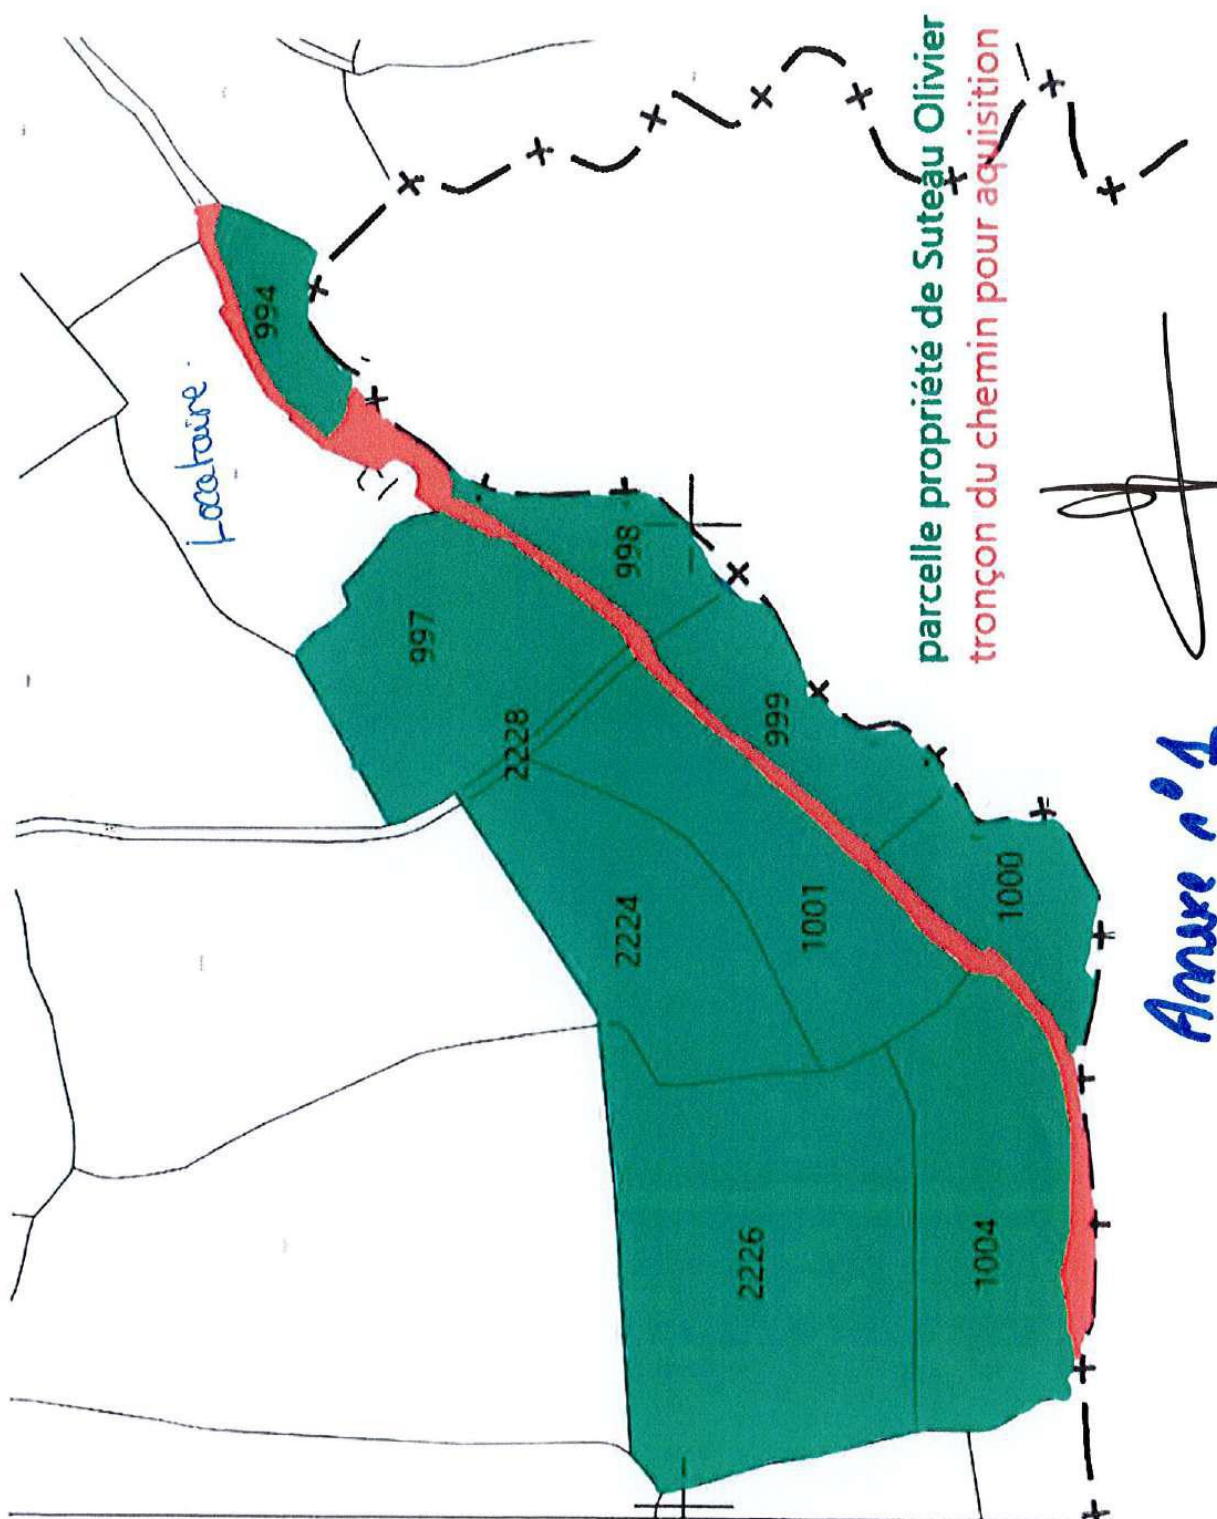 994
Locataire.
997
998
2228
999
2224
1001
1000
2226
1004
parcelle propriété de Suteau Olivier
tronçon du chemin pour aquisition
Annexe n°1